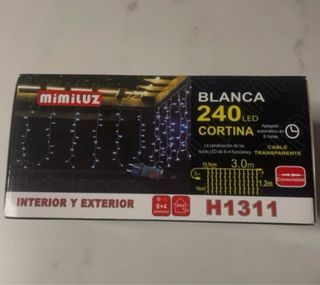 mimiLUZ
BLANCA
240 LED
CORTINA
Apagado
automático en
6 horas
La canalización de las
luces LED de 8+4 funciones
CABLE
TRANSPARENTE
3.0m
1.2m
Conectable
INTERIOR Y EXTERIOR
8+4
H1311